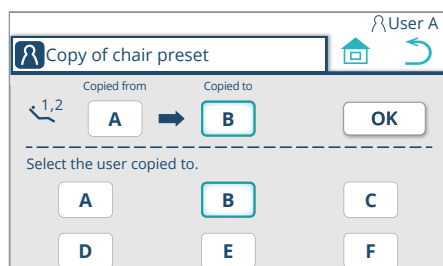 User A
Copy of chair preset
Copied from Copied to
1,2 A B OK
Select the user copied to.
A B C
D E F